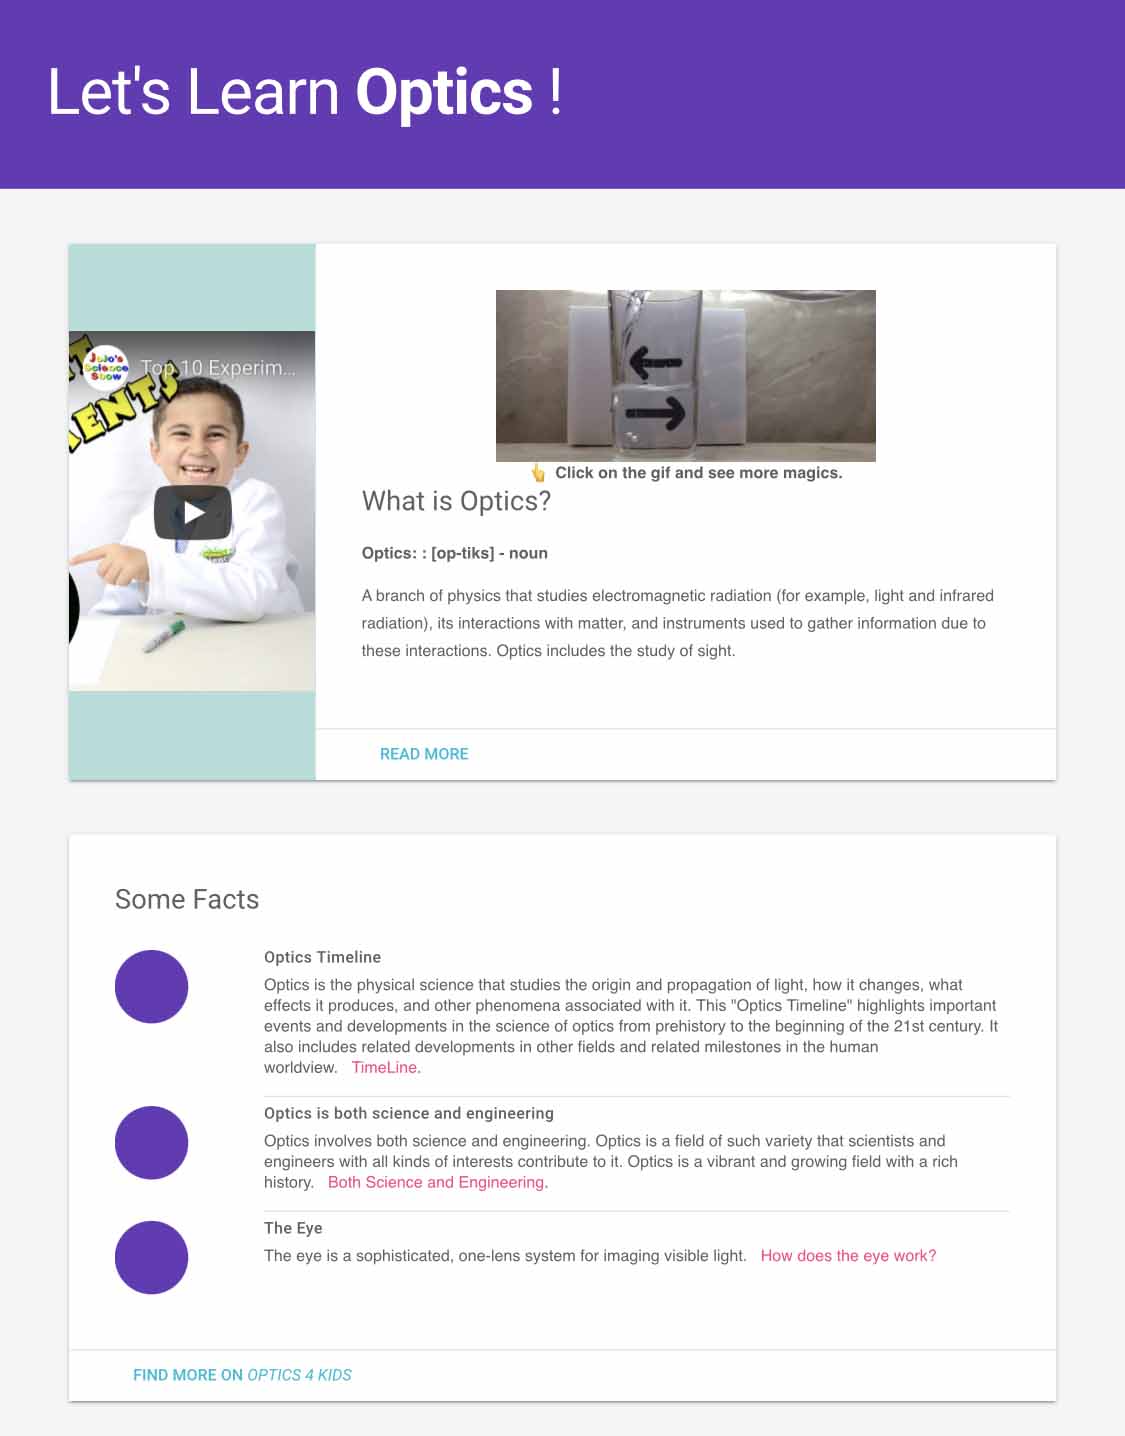 Let's Learn Optics !
JoJo's
Science
Show
Top 10 Experim...
MENTS
👆 Click on the gif and see more magics.
What is Optics?
Optics: : [op-tiks] - noun
A branch of physics that studies electromagnetic radiation (for example, light and infrared
radiation), its interactions with matter, and instruments used to gather information due to
these interactions. Optics includes the study of sight.
READ MORE
Some Facts
Optics Timeline
Optics is the physical science that studies the origin and propagation of light, how it changes, what
effects it produces, and other phenomena associated with it. This "Optics Timeline" highlights important
events and developments in the science of optics from prehistory to the beginning of the 21st century. It
also includes related developments in other fields and related milestones in the human
worldview. TimeLine.
Optics is both science and engineering
Optics involves both science and engineering. Optics is a field of such variety that scientists and
engineers with all kinds of interests contribute to it. Optics is a vibrant and growing field with a rich
history. Both Science and Engineering.
The Eye
The eye is a sophisticated, one-lens system for imaging visible light. How does the eye work?
FIND MORE ON OPTICS 4 KIDS